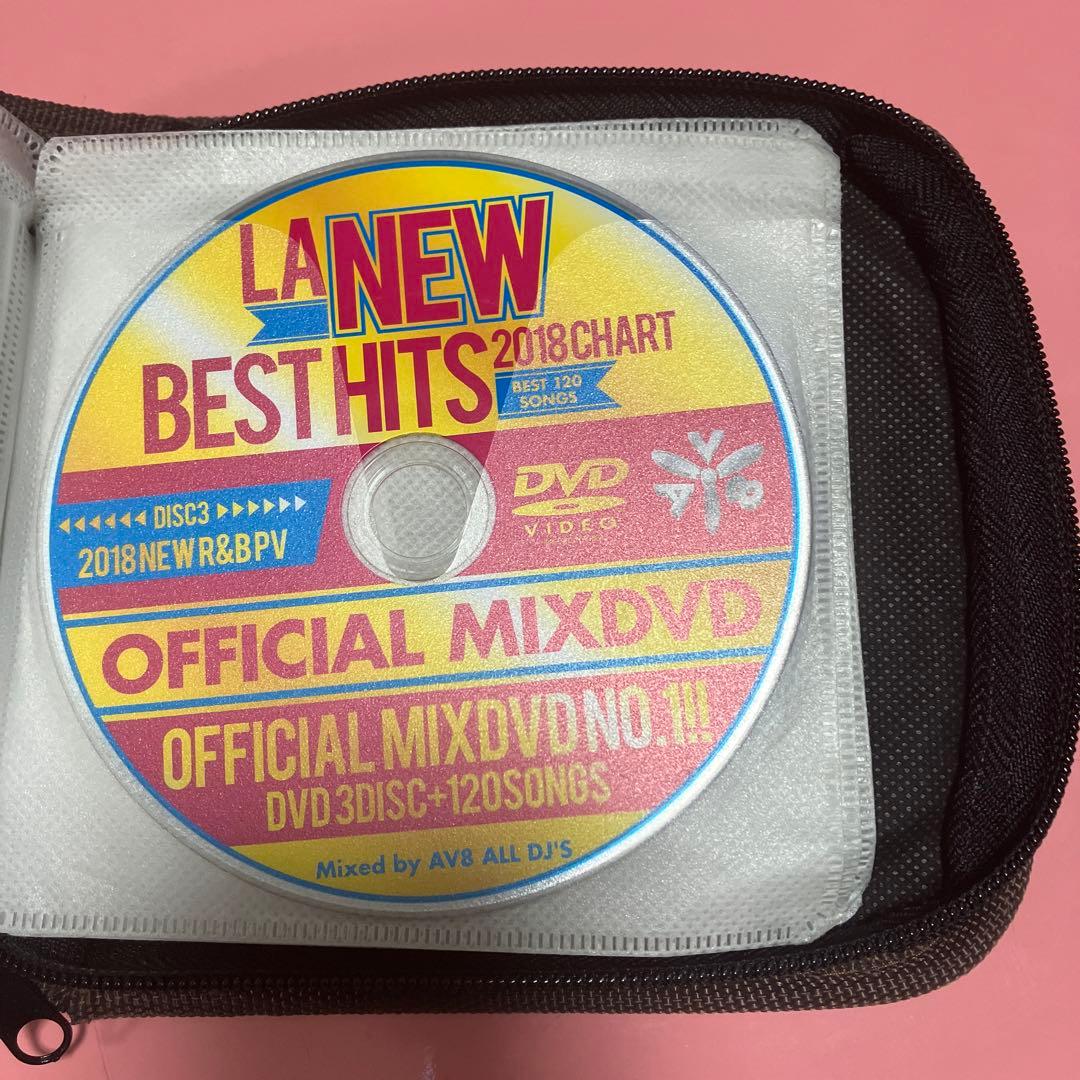 LA NEW
BEST HITS 2018 CHART
BEST 120
SONGS
DISC3
2018 NEW R&B PV
DVD
VIDEO
OFFICIAL MIXDVD
OFFICIAL MIXDVD NO.1!!
DVD 3DISC+120SONGS
Mixed by AV8 ALL DJ'S